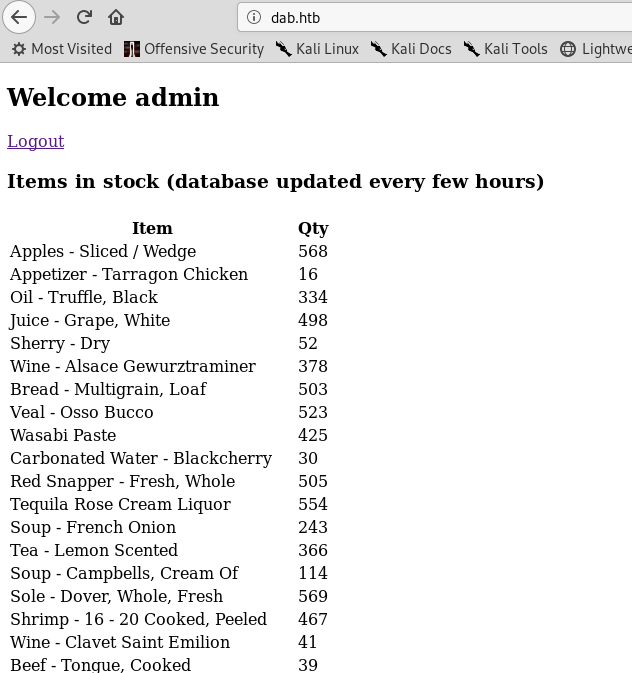 dab.htb
Most Visited Offensive Security Kali Linux Kali Docs Kali Tools Lightwe
Welcome admin
Logout
Items in stock (database updated every few hours)
Item Qty
Apples - Sliced / Wedge 568
Appetizer - Tarragon Chicken 16
Oil - Truffle, Black 334
Juice - Grape, White 498
Sherry - Dry 52
Wine - Alsace Gewurztraminer 378
Bread - Multigrain, Loaf 503
Veal - Osso Bucco 523
Wasabi Paste 425
Carbonated Water - Blackcherry 30
Red Snapper - Fresh, Whole 505
Tequila Rose Cream Liquor 554
Soup - French Onion 243
Tea - Lemon Scented 366
Soup - Campbells, Cream Of 114
Sole - Dover, Whole, Fresh 569
Shrimp - 16 - 20 Cooked, Peeled 467
Wine - Clavet Saint Emilion 41
Beef - Tongue, Cooked 39